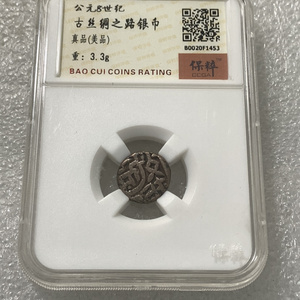 公元8世纪
古丝绸之路银币
真品(美品)
重: 3.3g
BAO CUI COINS RATING
B0020F1453
保粹